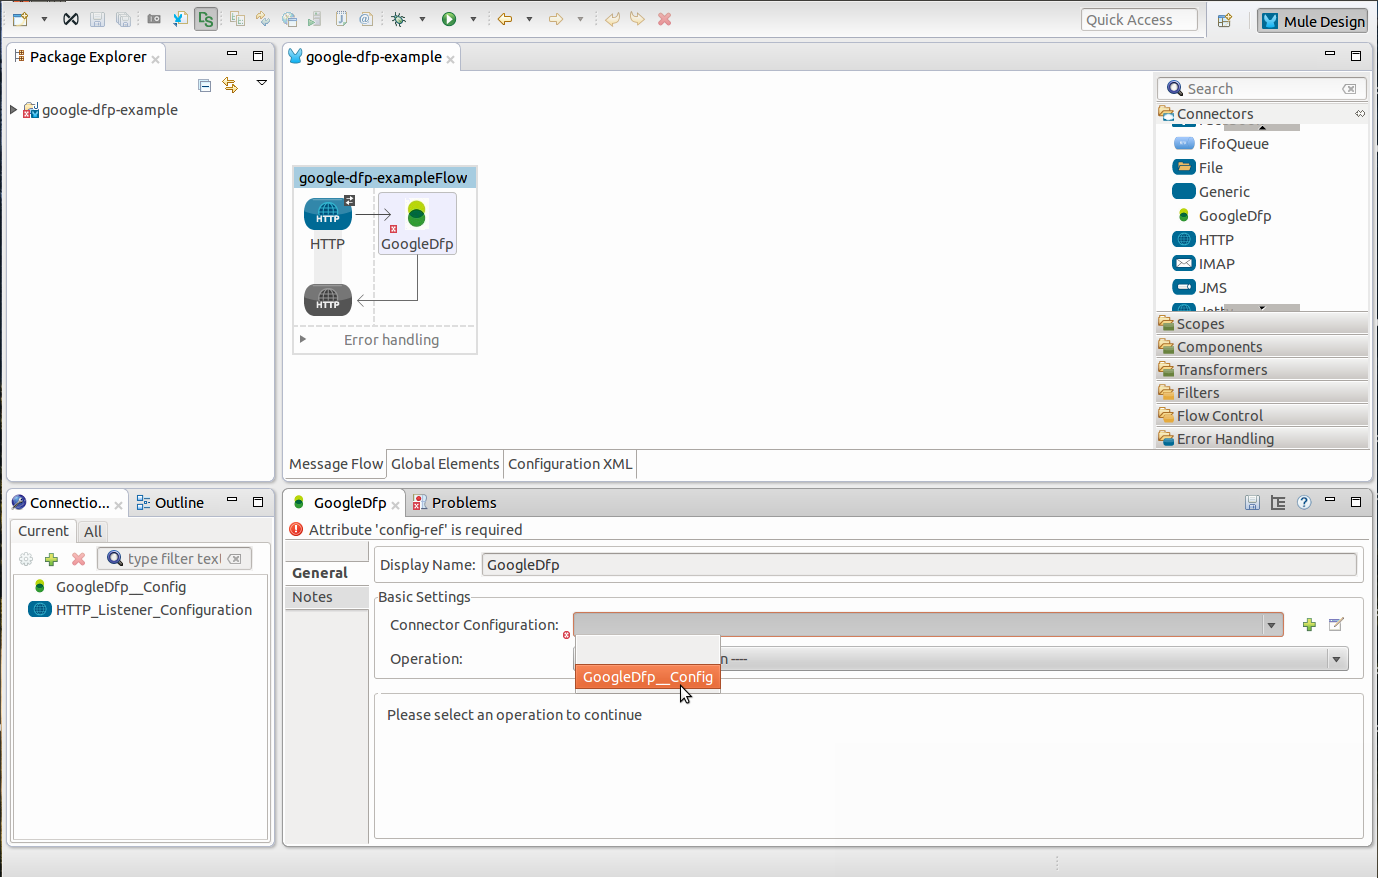 DS
Quick Access
Mule Design
Package Explorer
google-dfp-example
google-dfp-example
google-dfp-exampleFlow
HTTP
HTTP
GoogleDfp
HTTP
Error handling
Search
Connectors
FifoQueue
File
Generic
GoogleDfp
HTTP
IMAP
JMS
Scopes
Components
Transformers
Filters
Flow Control
Error Handling
Message Flow
Global Elements
Configuration XML
Connectio...
Outline
Current
All
type filter text
GoogleDfp__Config
HTTP_Listener_Configuration
GoogleDfp
Problems
Attribute 'config-ref' is required
General
Notes
Display Name:
GoogleDfp
Basic Settings
Connector Configuration:
Operation:
n ----
GoogleDfp__Config
Please select an operation to continue